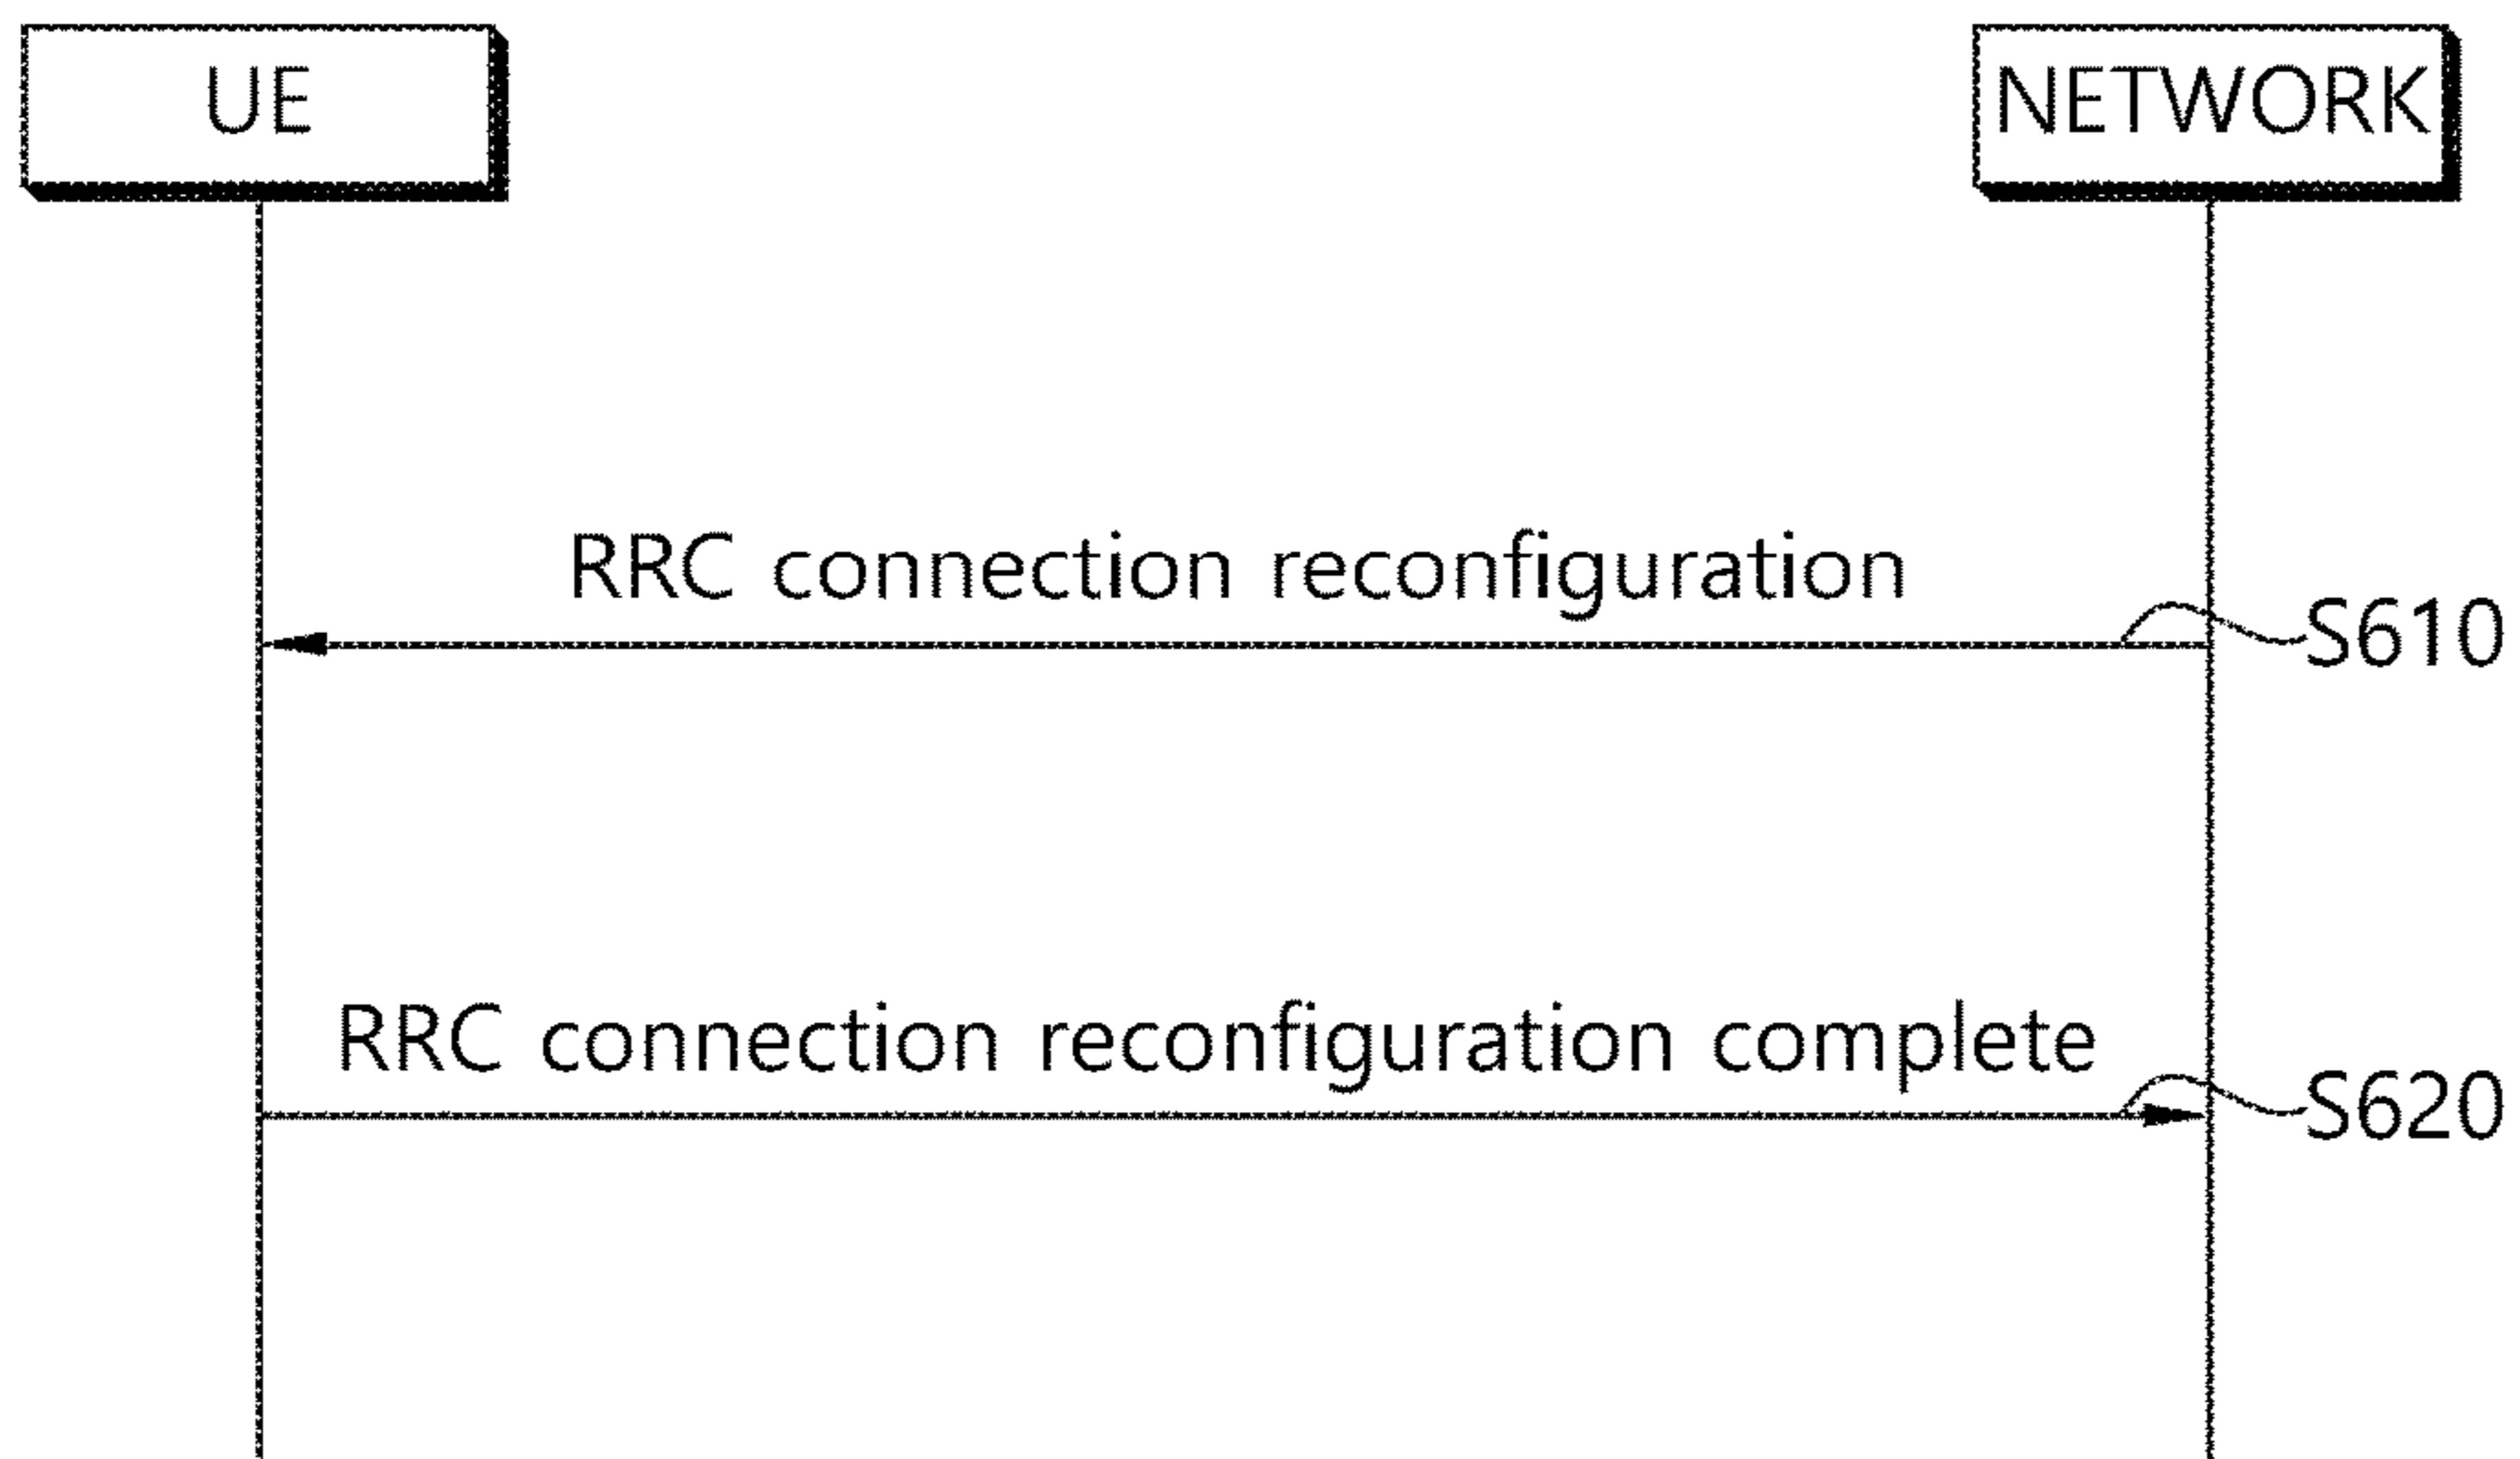 UE
NETWORK
RRC connection reconfiguration
S610
RRC connection reconfiguration complete
S620